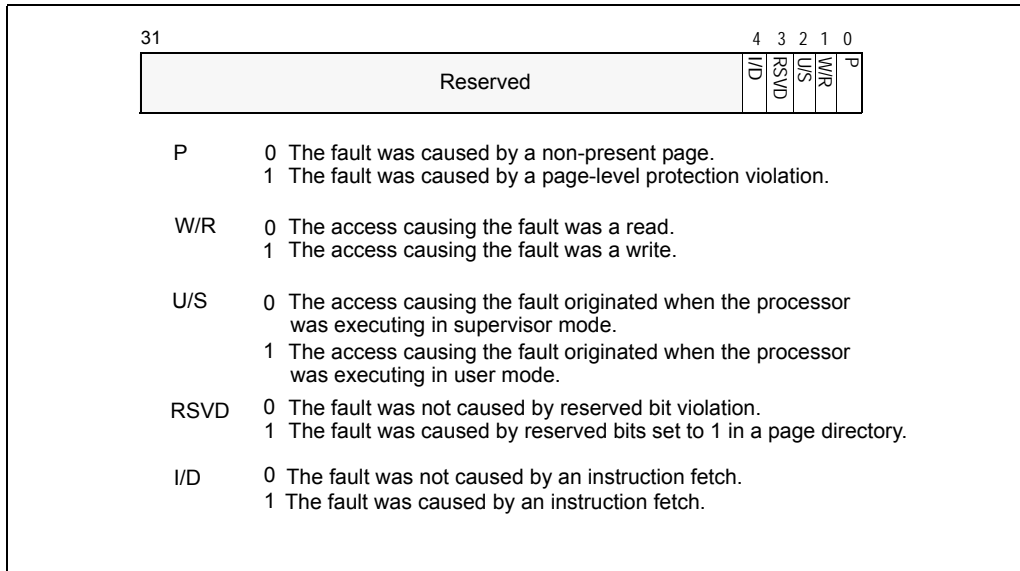 31 4 3 2 1 0
Reserved I/D RSVD U/S W/R P
P 0 The fault was caused by a non-present page.
1 The fault was caused by a page-level protection violation.
W/R 0 The access causing the fault was a read.
1 The access causing the fault was a write.
U/S 0 The access causing the fault originated when the processor
was executing in supervisor mode.
1 The access causing the fault originated when the processor
was executing in user mode.
RSVD 0 The fault was not caused by reserved bit violation.
1 The fault was caused by reserved bits set to 1 in a page directory.
I/D 0 The fault was not caused by an instruction fetch.
1 The fault was caused by an instruction fetch.